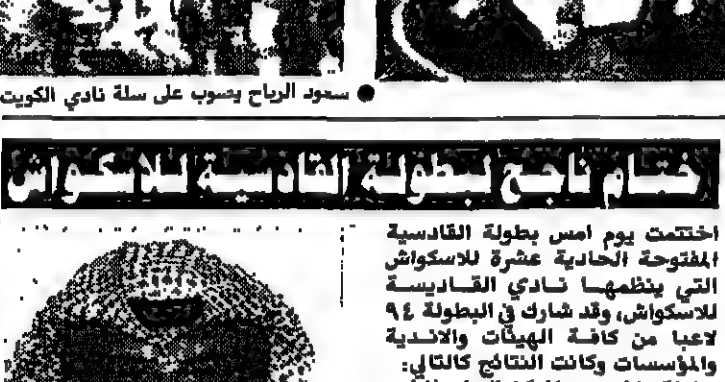 ● سعود الرباح يصوب على سلة نادي الكويت
اختتام ناجح لبطولة القادسية للاسكواش
اختتمت يوم امس بطولة القادسية
المفتوحة الحادية عشرة للاسكواش
التي ينظمها نادي القاديسة
للاسكواش، وقد شارك في البطولة ٩٤
لاعبا من كافة الهيئات والاندية
والمؤسسات وكانت النتائج كالتالي: